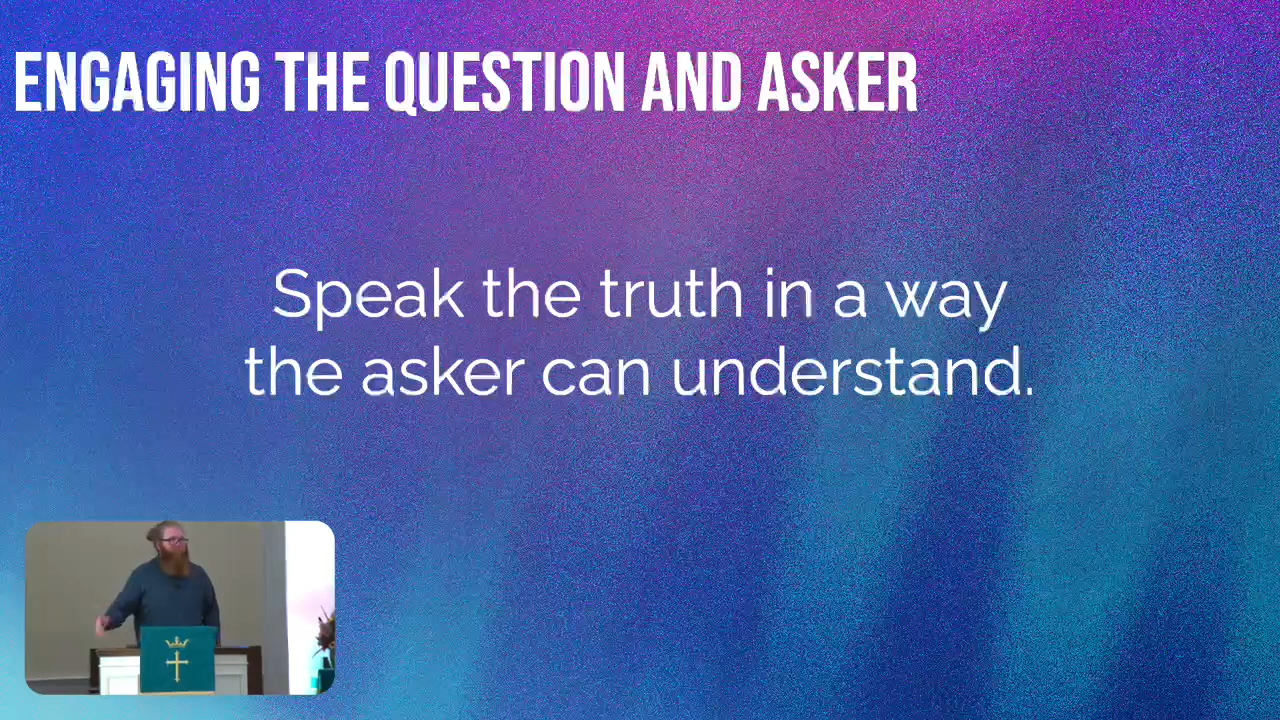 ENGAGING THE QUESTION AND ASKER
Speak the truth in a way
the asker can understand.